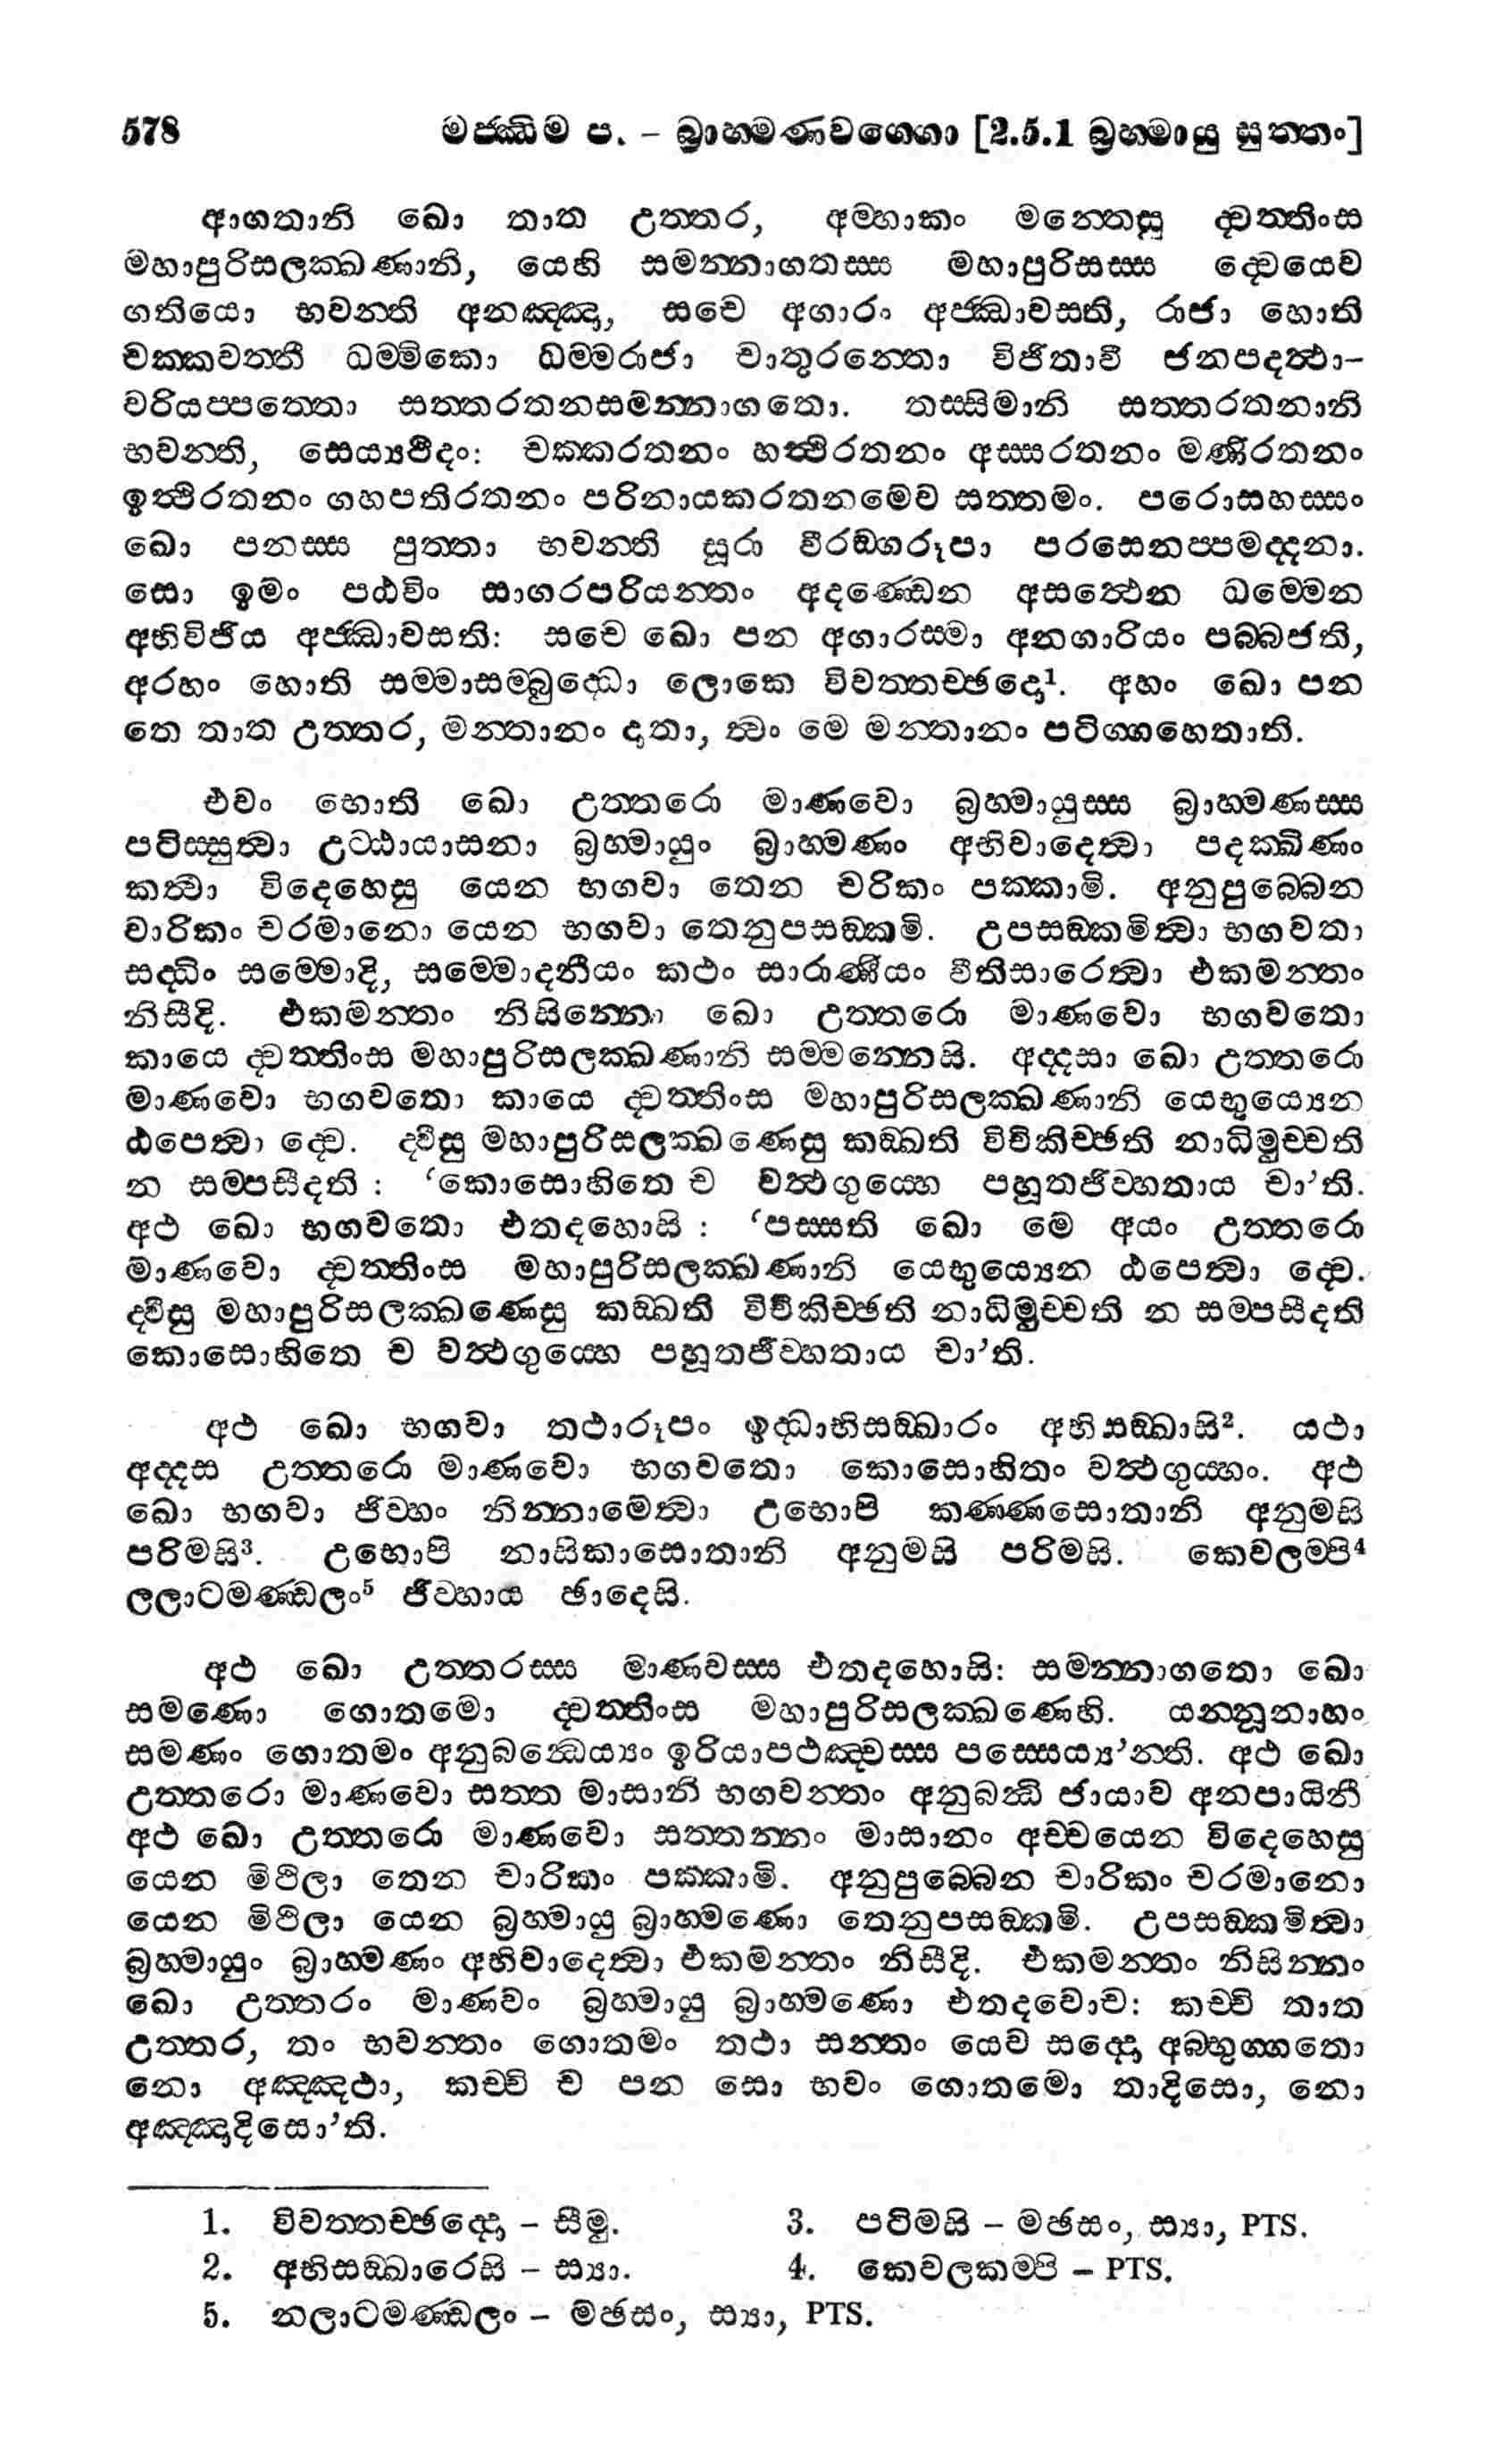 578 මජ්ඣිම ප. – බ්‍රාහ්මණවග්ගො [2.5.1 බ්‍රහ්මායු සුත්තං]
ආගතානි ඛො තාත උත්තර, අම්හාකං මන්තෙසු ද්වත්තිංස
මහාපුරිසලක්ඛණානි, යෙහි සමන්නාගතස්ස මහාපුරිසස්ස ද්වෙයෙව
ගතියො භවන්ති අනඤ්ඤා, සචෙ අගාරං අජ්ඣාවසති, රාජා හොති
චක්කවත්තී ධම්මිකො ධම්මරාජා චාතුරන්තො විජිතාවී ජනපදත්ථා-
වරියප්පත්තො සත්තරතනසමන්නාගතො. තස්සිමානි සත්තරතනානි
භවන්ති, සෙය්‍යථීදං: චක්කරතනං හත්ථිරතනං අස්සරතනං මණිරතනං
ඉත්ථිරතනං ගහපතිරතනං පරිනායකරතනමෙව සත්තමං. පරොසහස්සං
ඛො පනස්ස පුත්තා භවන්ති සූරා වීරඞ්ගරූපා පරසෙනප්පමද්දනා.
සො ඉමං පඨවිං සාගරපරියන්තං අදණ්ඩෙන අසත්ථෙන ධම්මෙන
අභිවිජිය අජ්ඣාවසති: සචෙ ඛො පන අගාරස්මා අනගාරියං පබ්බජති,
අරහං හොති සම්මාසම්බුද්ධො ලොකෙ විවත්තච්ඡදො¹. අහං ඛො පන
තෙ තාත උත්තර, මන්තානං දාතා, ත්වං මෙ මන්තානං පටිග්ගහෙතාති.
එවං භොති ඛො උත්තරො මාණවො බ්‍රහ්මායුස්ස බ්‍රාහ්මණස්ස
පටිස්සුත්වා උට්ඨායාසනා බ්‍රහ්මායුං බ්‍රාහ්මණං අභිවාදෙත්වා පදක්ඛිණං
කත්වා විදෙහෙසු යෙන භගවා තෙන චරිකං පක්කාමි. අනුපුබ්බෙන
චාරිකං චරමානො යෙන භගවා තෙනුපසඞ්කමි. උපසඞ්කමිත්වා භගවතා
සද්ධිං සම්මොදි, සම්මොදනීයං කථං සාරාණීයං වීතිසාරෙත්වා එකමන්තං
නිසීදි. එකමන්තං නිසින්නො ඛො උත්තරො මාණවො භගවතො
කායෙ ද්වත්තිංස මහාපුරිසලක්ඛණානි සම්මන්නෙසි. අද්දසා ඛො උත්තරො
මාණවො භගවතො කායෙ ද්වත්තිංස මහාපුරිසලක්ඛණානි යෙභුය්‍යෙන
ඨපෙත්වා ද්වෙ. ද්වීසු මහාපුරිසලක්ඛණෙසු කඞ්ඛති විචිකිච්ඡති නාධිමුච්චති
න සම්පසීදති : ‘කොසොහිතෙ ච වත්ථගුය්හෙ පහූතජිව්හතාය චා’ති.
අථ ඛො භගවතො එතදහොසි : ‘පස්සති ඛො මෙ අයං උත්තරො
මාණවො ද්වත්තිංස මහාපුරිසලක්ඛණානි යෙභුය්‍යෙන ඨපෙත්වා ද්වෙ.
ද්වීසු මහාපුරිසලක්ඛණෙසු කඞ්ඛති විචිකිච්ඡති නාධිමුච්චති න සම්පසීදති
කොසොහිතෙ ච වත්ථගුය්හෙ පහූතජිව්හතාය චා’ති.
අථ ඛො භගවා තථාරූපං ඉද්ධාභිසඞ්ඛාරං අභිසඞ්ඛාසි². යථා
අද්දස උත්තරො මාණවො භගවතො කොසොහිතං වත්ථගුය්හං. අථ
ඛො භගවා ජිව්හං නින්නාමෙත්වා උභොපි කණ්ණසොතානි අනුමසි
පරිමසි³. උභොපි නාසිකාසොතානි අනුමසි පරිමසි. කෙවලම්පි⁴
ලලාටමණ්ඩලං⁵ ජිව්හාය ඡාදෙසි.
අථ ඛො උත්තරස්ස මාණවස්ස එතදහොසි: සමන්නාගතො ඛො
සමණො ගොතමො ද්වත්තිංස මහාපුරිසලක්ඛණෙහි. යන්නූනාහං
සමණං ගොතමං අනුබන්ධෙය්‍යං ඉරියාපථඤ්චස්ස පස්සෙය්‍ය’න්ති. අථ ඛො
උත්තරො මාණවො සත්ත මාසානි භගවන්තං අනුබන්ධි ඡායාව අනපායිනී
අථ ඛො උත්තරො මාණවො සත්තන්නං මාසානං අච්චයෙන විදෙහෙසු
යෙන මිථිලා තෙන චාරිකං පක්කාමි. අනුපුබ්බෙන චාරිකං චරමානො
යෙන මිථිලා යෙන බ්‍රහ්මායු බ්‍රාහ්මණො තෙනුපසඞ්කමි. උපසඞ්කමිත්වා
බ්‍රහ්මායුං බ්‍රාහ්මණං අභිවාදෙත්වා එකමන්තං නිසීදි. එකමන්තං නිසින්නං
ඛො උත්තරං මාණවං බ්‍රහ්මායු බ්‍රාහ්මණො එතදවොච: කච්චි තාත
උත්තර, තං භවන්තං ගොතමං තථා සන්තං යෙව සද්දො අබ්භුග්ගතො
නො අඤ්ඤථා, කච්චි ච පන සො භවං ගොතමො තාදිසො, නො
අඤ්ඤාදිසො’ති.
1. විවත්තච්ඡද්දො – සීමු. 3. පටිමසි – මඡසං, ස්‍යා, PTS.
2. අභිසඞ්ඛාරෙසි – ස්‍යා. 4. කෙවලකම්පි – PTS.
5. නලාටමණ්ඩලං – මඡසං, ස්‍යා, PTS.